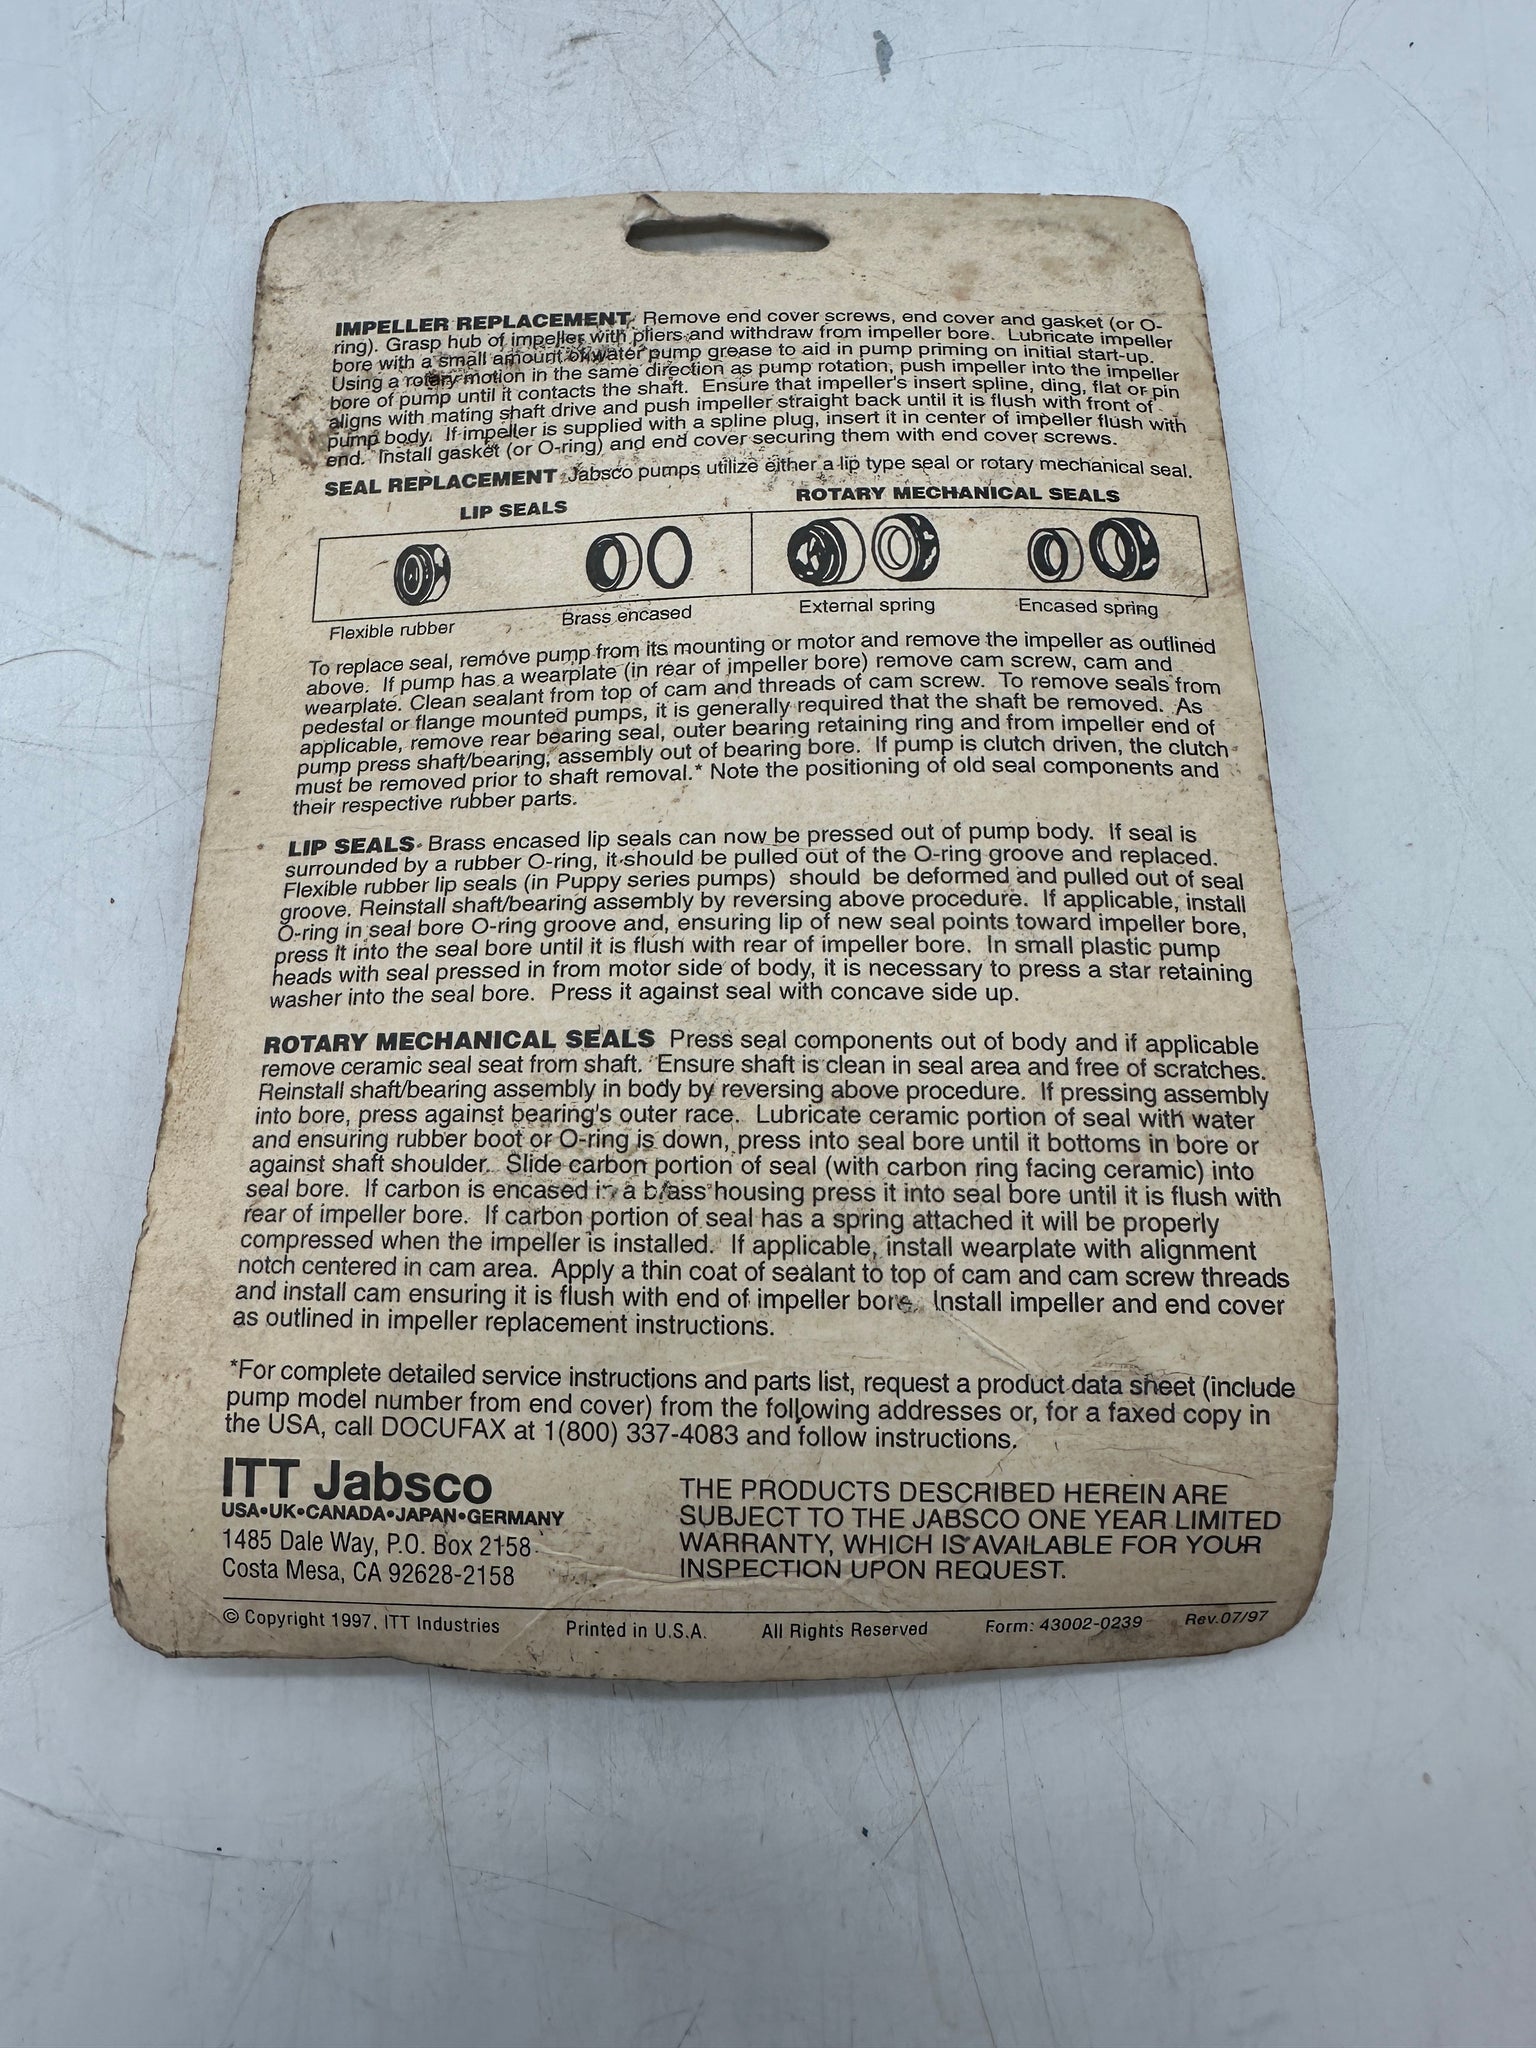 IMPELLER REPLACEMENT Remove end cover screws, end cover and gasket (or O-
ring). Grasp hub of impeller with pliers and withdraw from impeller bore. Lubricate impeller
bore with a small amount of water pump grease to aid in pump priming on initial start-up.
Using a rotary motion in the same direction as pump rotation, push impeller into the impeller
bore of pump until it contacts the shaft. Ensure that impeller's insert spline, ding, flat or pin
aligns with mating shaft drive and push impeller straight back until it is flush with front of
pump body. If impeller is supplied with a spline plug, insert it in center of impeller flush with
end. Install gasket (or O-ring) and end cover securing them with end cover screws.
SEAL REPLACEMENT Jabsco pumps utilize either a lip type seal or rotary mechanical seal.
LIP SEALS ROTARY MECHANICAL SEALS
Flexible rubber Brass encased External spring Encased spring
To replace seal, remove pump from its mounting or motor and remove the impeller as outlined
above. If pump has a wearplate (in rear of impeller bore) remove cam screw, cam and
wearplate. Clean sealant from top of cam and threads of cam screw. To remove seals from
pedestal or flange mounted pumps, it is generally required that the shaft be removed. As
applicable, remove rear bearing seal, outer bearing retaining ring and from impeller end of
pump press shaft/bearing, assembly out of bearing bore. If pump is clutch driven, the clutch
must be removed prior to shaft removal.* Note the positioning of old seal components and
their respective rubber parts.
LIP SEALS Brass encased lip seals can now be pressed out of pump body. If seal is
surrounded by a rubber O-ring, it should be pulled out of the O-ring groove and replaced.
Flexible rubber lip seals (in Puppy series pumps) should be deformed and pulled out of seal
groove. Reinstall shaft/bearing assembly by reversing above procedure. If applicable, install
O-ring in seal bore O-ring groove and, ensuring lip of new seal points toward impeller bore,
press it into the seal bore until it is flush with rear of impeller bore. In small plastic pump
heads with seal pressed in from motor side of body, it is necessary to press a star retaining
washer into the seal bore. Press it against seal with concave side up.
ROTARY MECHANICAL SEALS Press seal components out of body and if applicable
remove ceramic seal seat from shaft. Ensure shaft is clean in seal area and free of scratches.
Reinstall shaft/bearing assembly in body by reversing above procedure. If pressing assembly
into bore, press against bearing's outer race. Lubricate ceramic portion of seal with water
and ensuring rubber boot or O-ring is down, press into seal bore until it bottoms in bore or
against shaft shoulder. Slide carbon portion of seal (with carbon ring facing ceramic) into
seal bore. If carbon is encased in a brass housing press it into seal bore until it is flush with
rear of impeller bore. If carbon portion of seal has a spring attached it will be properly
compressed when the impeller is installed. If applicable, install wearplate with alignment
notch centered in cam area. Apply a thin coat of sealant to top of cam and cam screw threads
and install cam ensuring it is flush with end of impeller bore. Install impeller and end cover
as outlined in impeller replacement instructions.
*For complete detailed service instructions and parts list, request a product data sheet (include
pump model number from end cover) from the following addresses or, for a faxed copy in
the USA, call DOCUFAX at 1(800) 337-4083 and follow instructions.
ITT Jabsco
USA•UK•CANADA•JAPAN•GERMANY
1485 Dale Way, P.O. Box 2158
Costa Mesa, CA 92628-2158
THE PRODUCTS DESCRIBED HEREIN ARE
SUBJECT TO THE JABSCO ONE YEAR LIMITED
WARRANTY, WHICH IS AVAILABLE FOR YOUR
INSPECTION UPON REQUEST.
© Copyright 1997, ITT Industries Printed in U.S.A. All Rights Reserved Form: 43002-0239 Rev.07/97